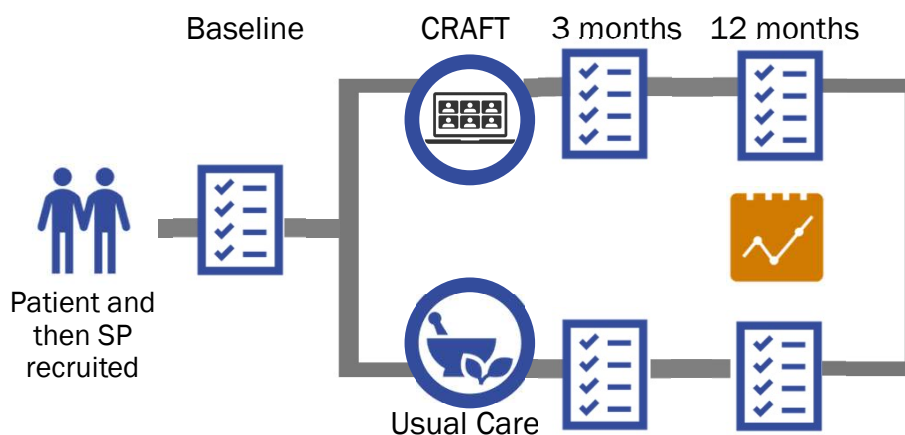 Baseline
CRAFT
3 months
12 months
Patient and
then SP
recruited
Usual Care